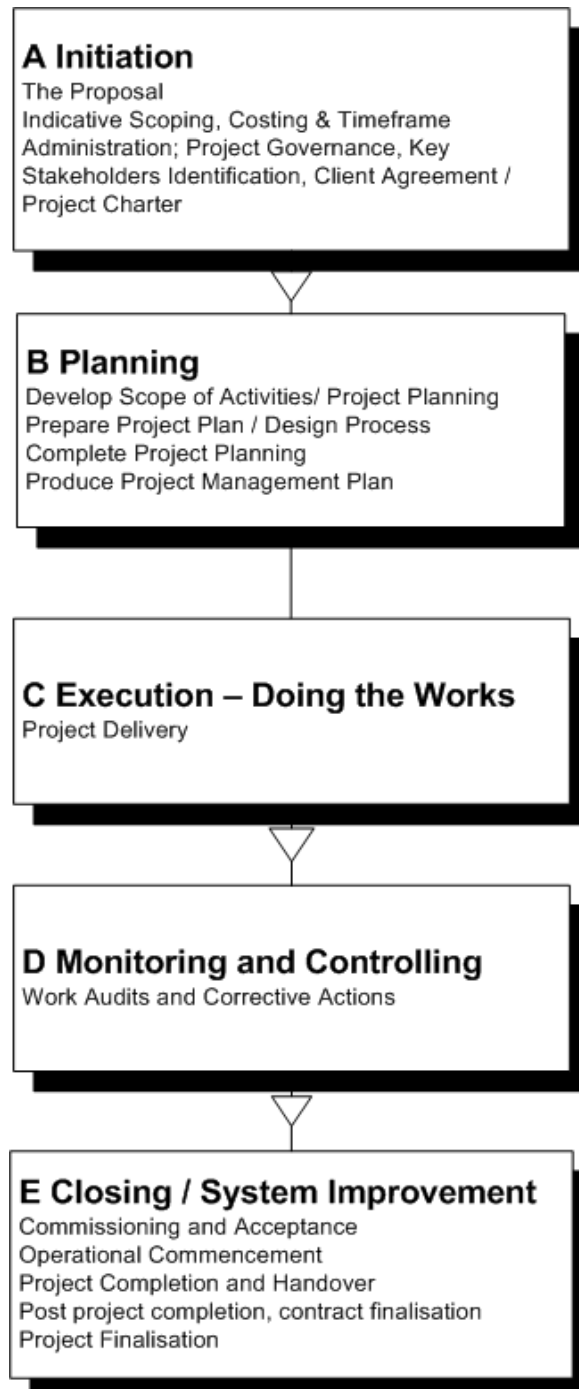 A Initiation
The Proposal
Indicative Scoping, Costing & Timeframe
Administration; Project Governance, Key
Stakeholders Identification, Client Agreement /
Project Charter
B Planning
Develop Scope of Activities/ Project Planning
Prepare Project Plan / Design Process
Complete Project Planning
Produce Project Management Plan
C Execution – Doing the Works
Project Delivery
D Monitoring and Controlling
Work Audits and Corrective Actions
E Closing / System Improvement
Commissioning and Acceptance
Operational Commencement
Project Completion and Handover
Post project completion, contract finalisation
Project Finalisation